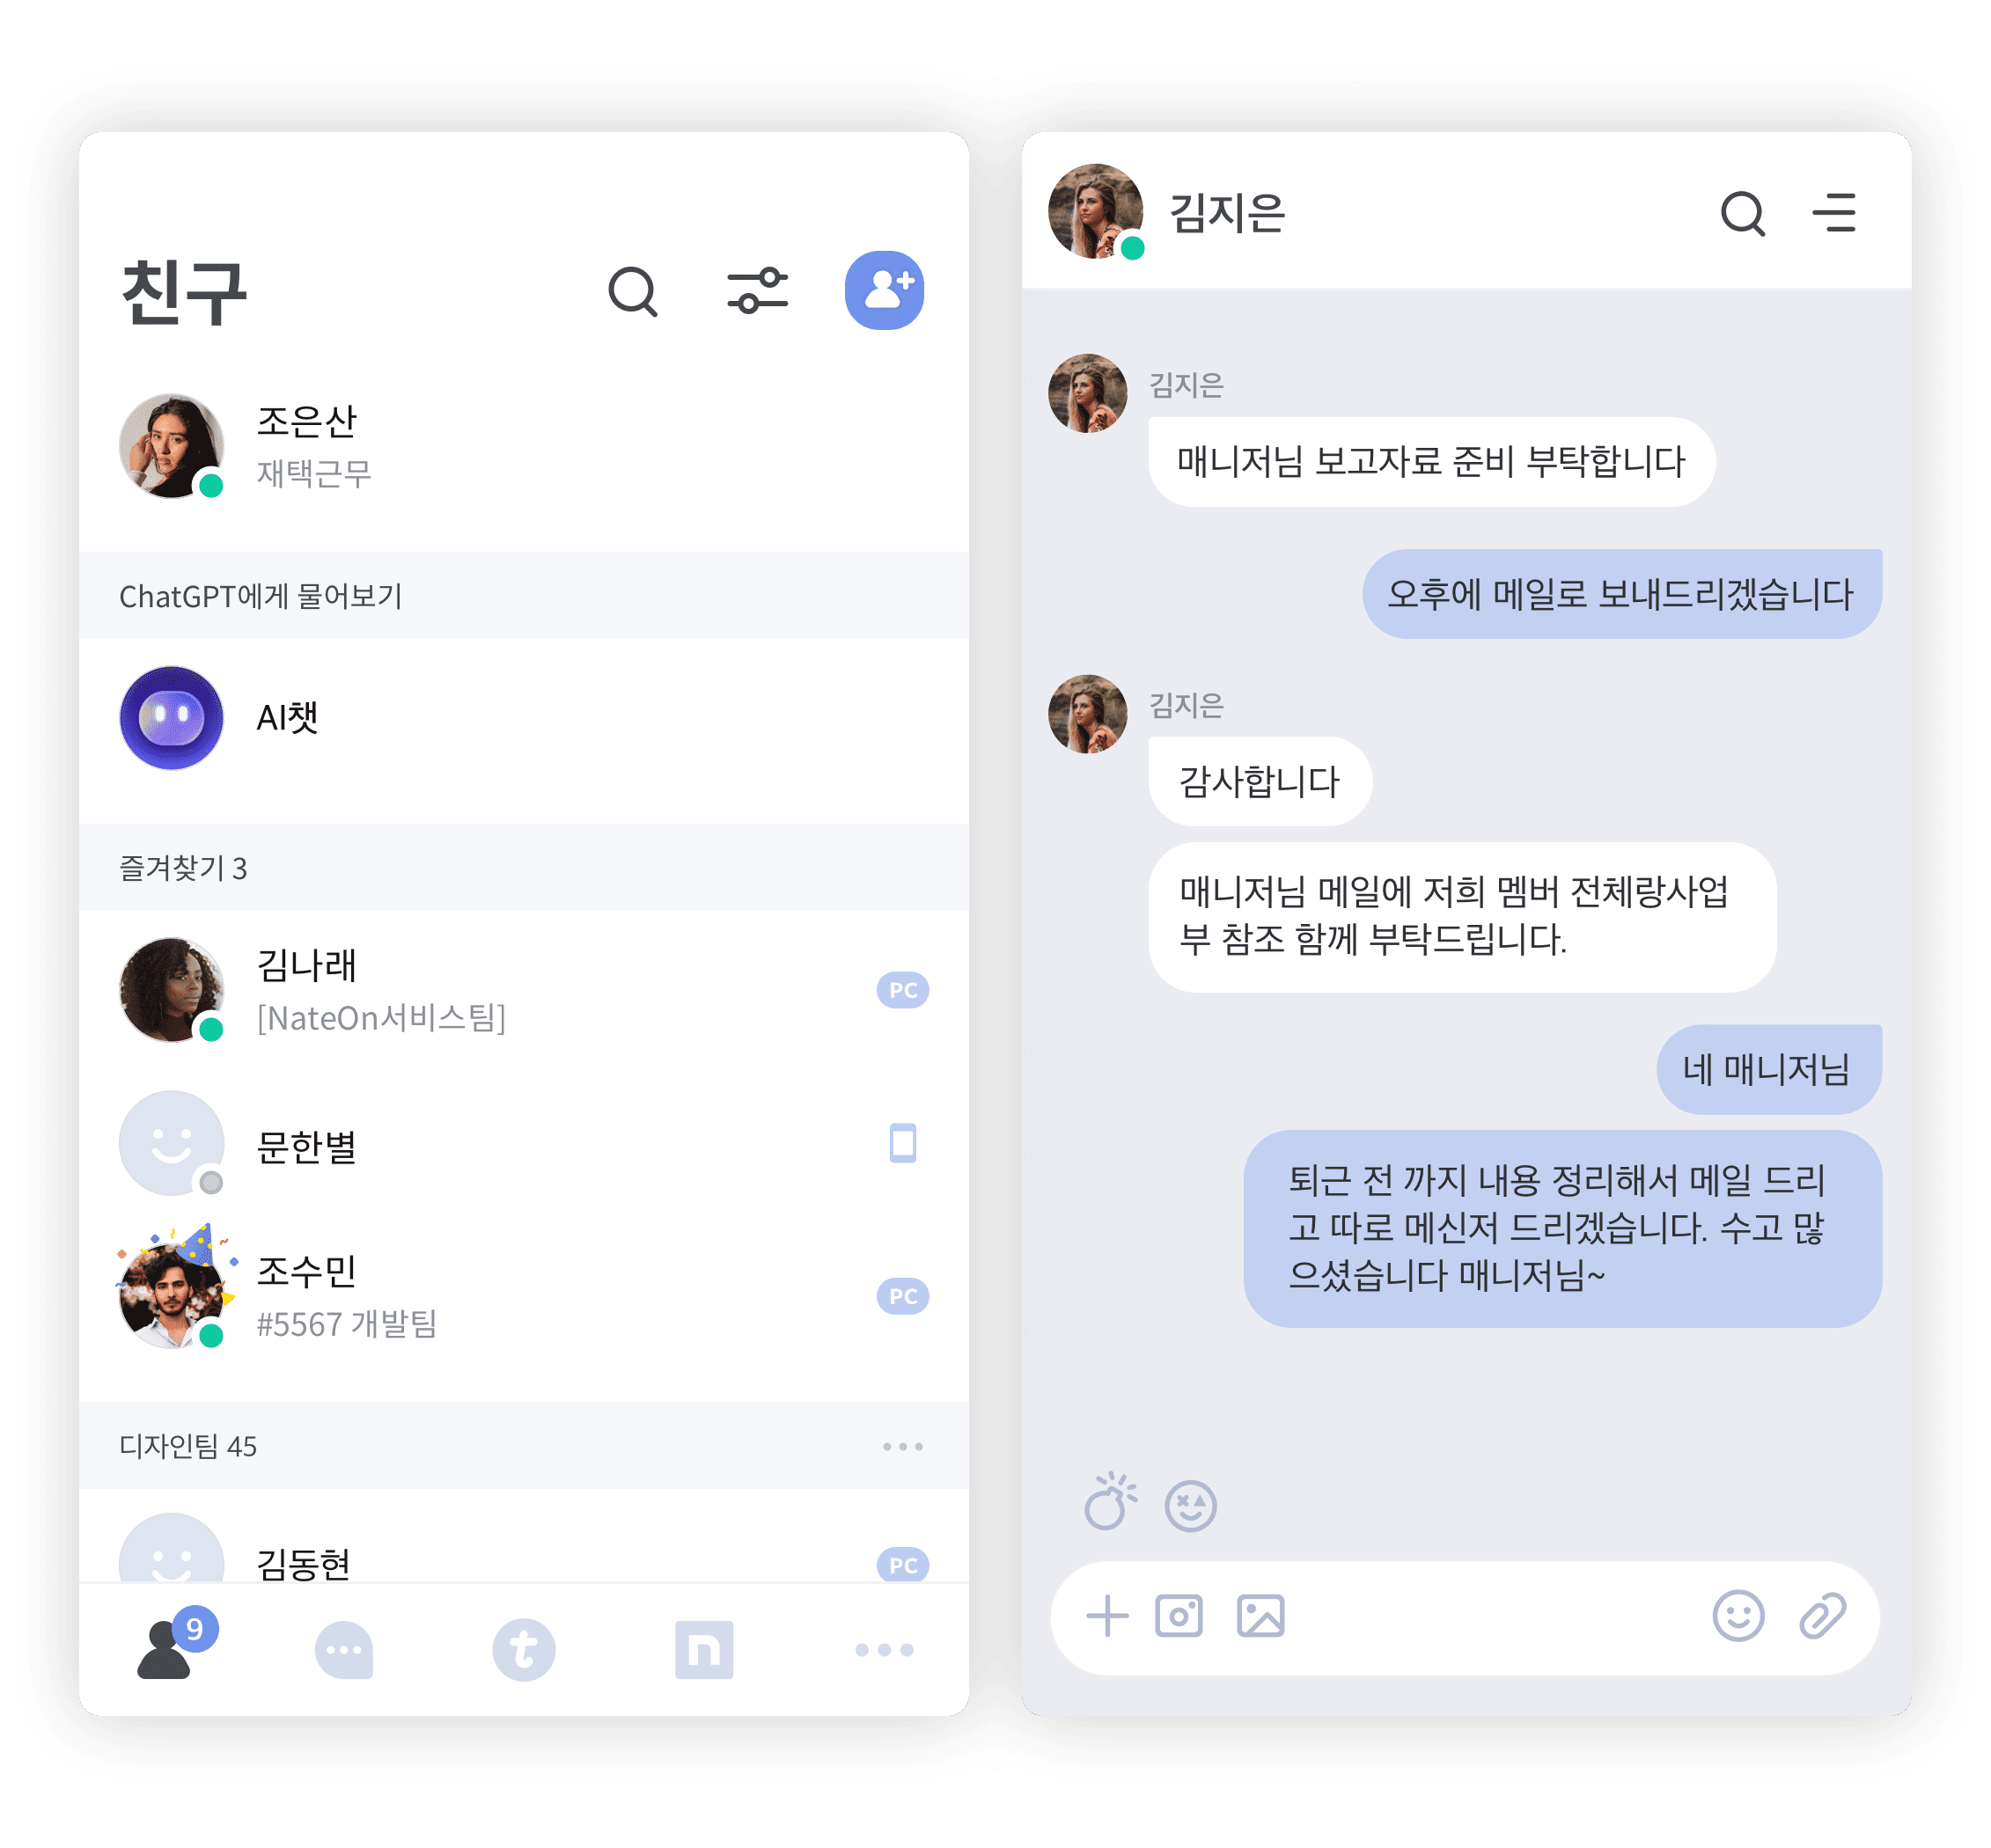 친구
조은산
재택근무
ChatGPT에게 물어보기
AI챗
즐겨찾기 3
김나래
PC
[NateOn서비스팀]
문한별
조수민
PC
#5567 개발팀
디자인팀 45
김동현
PC
9
t
n
김지은
김지은
매니저님 보고자료 준비 부탁합니다
오후에 메일로 보내드리겠습니다
김지은
감사합니다
매니저님 메일에 저희 멤버 전체랑사업
부 참조 함께 부탁드립니다.
네 매니저님
퇴근 전 까지 내용 정리해서 메일 드리
고 따로 메신저 드리겠습니다. 수고 많
으셨습니다 매니저님~